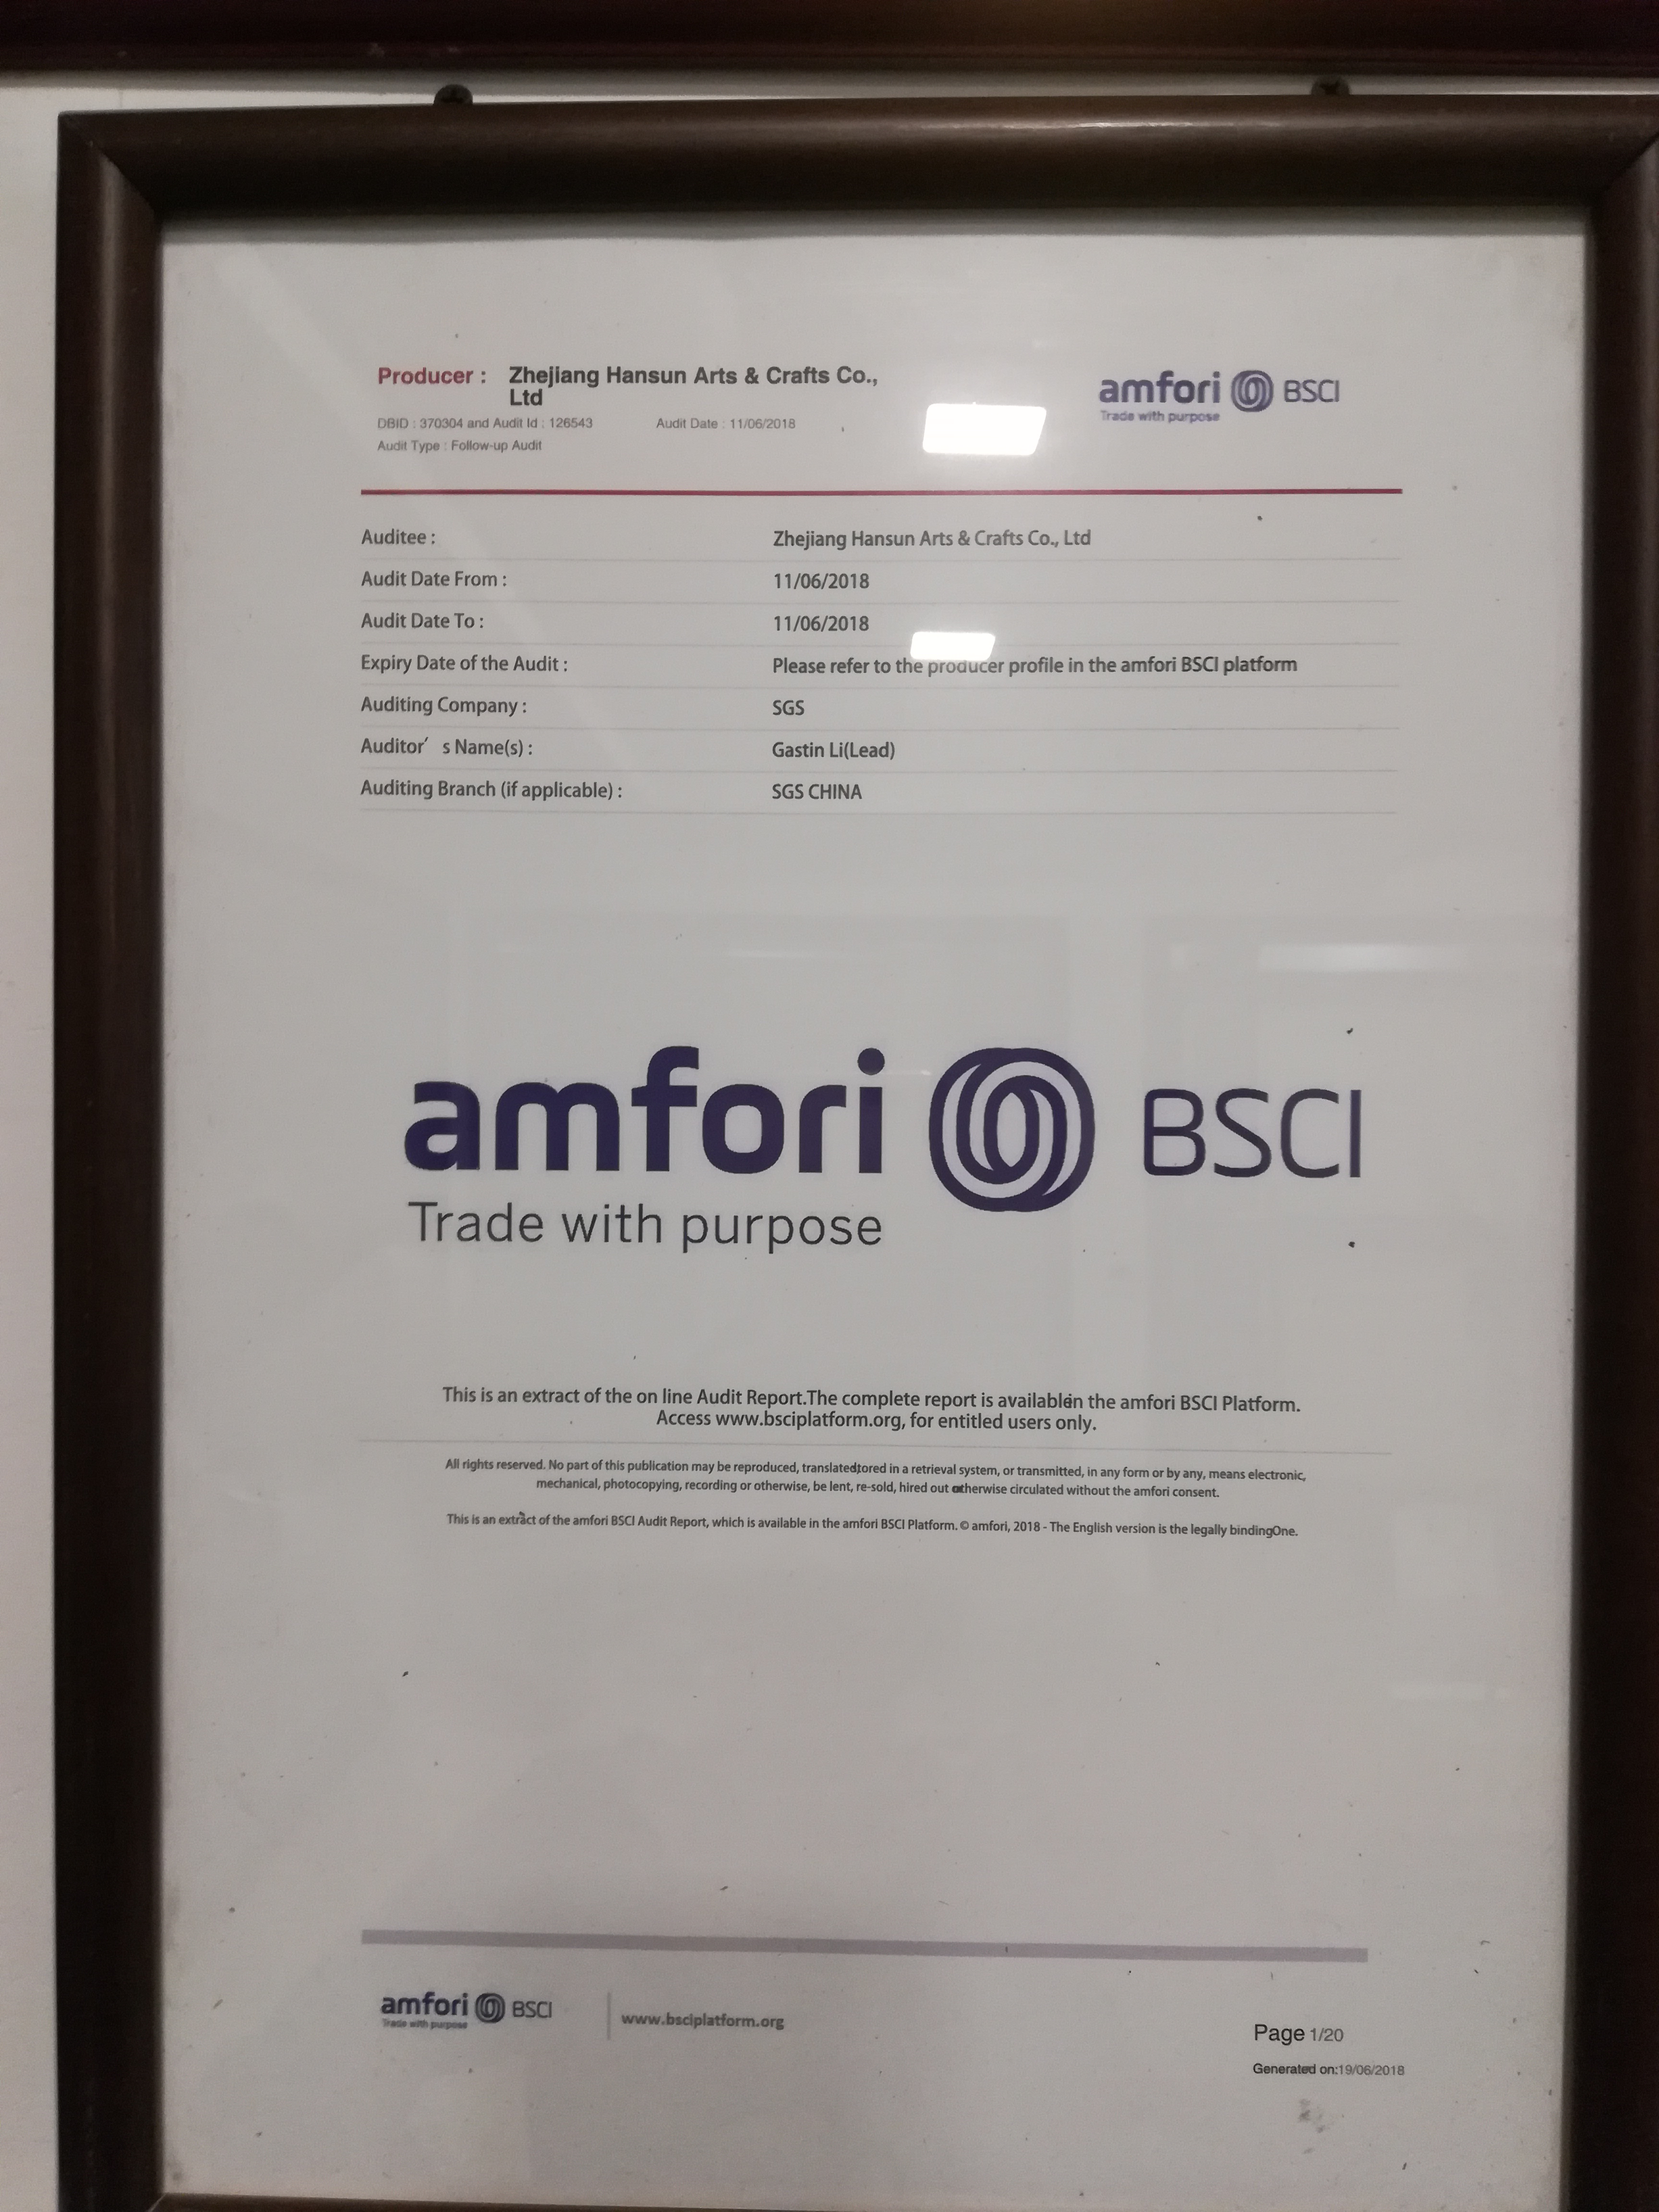 Producer : Zhejiang Hansun Arts & Crafts Co.,
Ltd
amfori BSCI
Trade with purpose
DBID : 370304 and Audit Id : 126543 Audit Date : 11/06/2018
Audit Type : Follow-up Audit
Auditee : Zhejiang Hansun Arts & Crafts Co., Ltd
Audit Date From : 11/06/2018
Audit Date To : 11/06/2018
Expiry Date of the Audit : Please refer to the producer profile in the amfori BSCI platform
Auditing Company : SGS
Auditor′ s Name(s) : Gastin Li(Lead)
Auditing Branch (if applicable) : SGS CHINA
amfori BSCI
Trade with purpose
This is an extract of the on line Audit Report.The complete report is availablein the amfori BSCI Platform.
Access www.bsciplatform.org, for entitled users only.
All rights reserved. No part of this publication may be reproduced, translatedtored in a retrieval system, or transmitted, in any form or by any, means electronic,
mechanical, photocopying, recording or otherwise, be lent, re-sold, hired out otherwise circulated without the amfori consent.
This is an extract of the amfori BSCI Audit Report, which is available in the amfori BSCI Platform. © amfori, 2018 - The English version is the legally bindingOne.
amfori BSCI
Trade with purpose
www.bsciplatform.org
Page 1/20
Generated on:19/06/2018